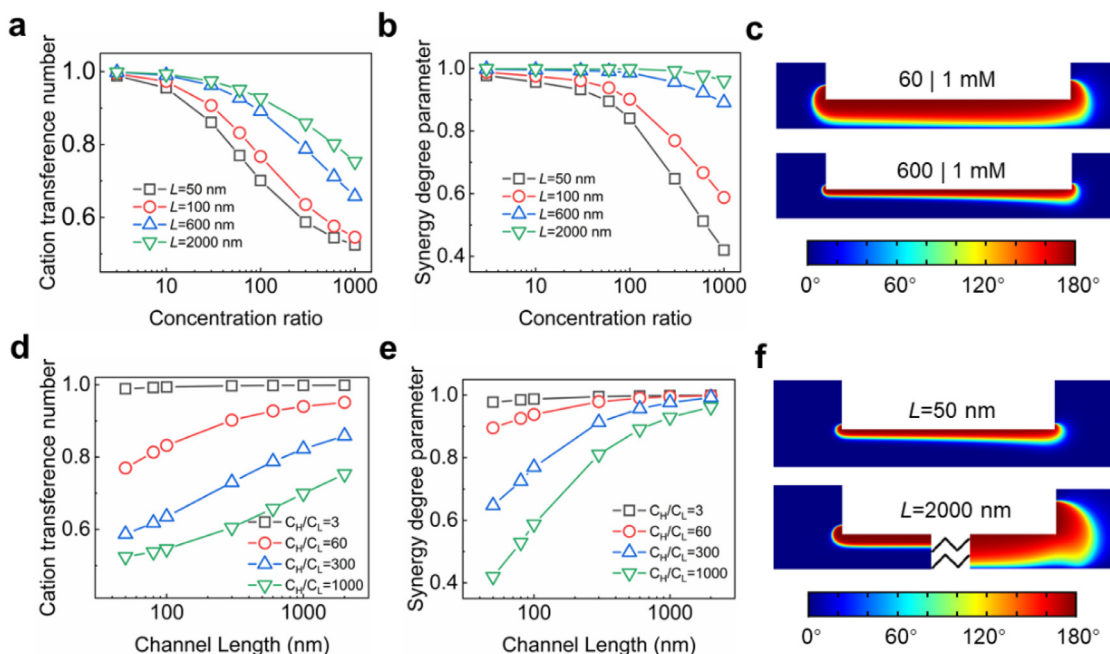 a
Cation transference number
1.0
0.8
0.6
L=50 nm
L=100 nm
L=600 nm
L=2000 nm
10
100
1000
Concentration ratio
b
Synergy degree parameter
1.0
0.8
0.6
0.4
L=50 nm
L=100 nm
L=600 nm
L=2000 nm
10
100
1000
Concentration ratio
c
60 | 1 mM
600 | 1 mM
0°
60°
120°
180°
d
Cation transference number
1.0
0.8
0.6
C_H/C_L=3
C_H/C_L=60
C_H/C_L=300
C_H/C_L=1000
100
1000
Channel Length (nm)
e
Synergy degree parameter
1.0
0.8
0.6
0.4
C_H/C_L=3
C_H/C_L=60
C_H/C_L=300
C_H/C_L=1000
100
1000
Channel Length (nm)
f
L=50 nm
L=2000 nm
0°
60°
120°
180°